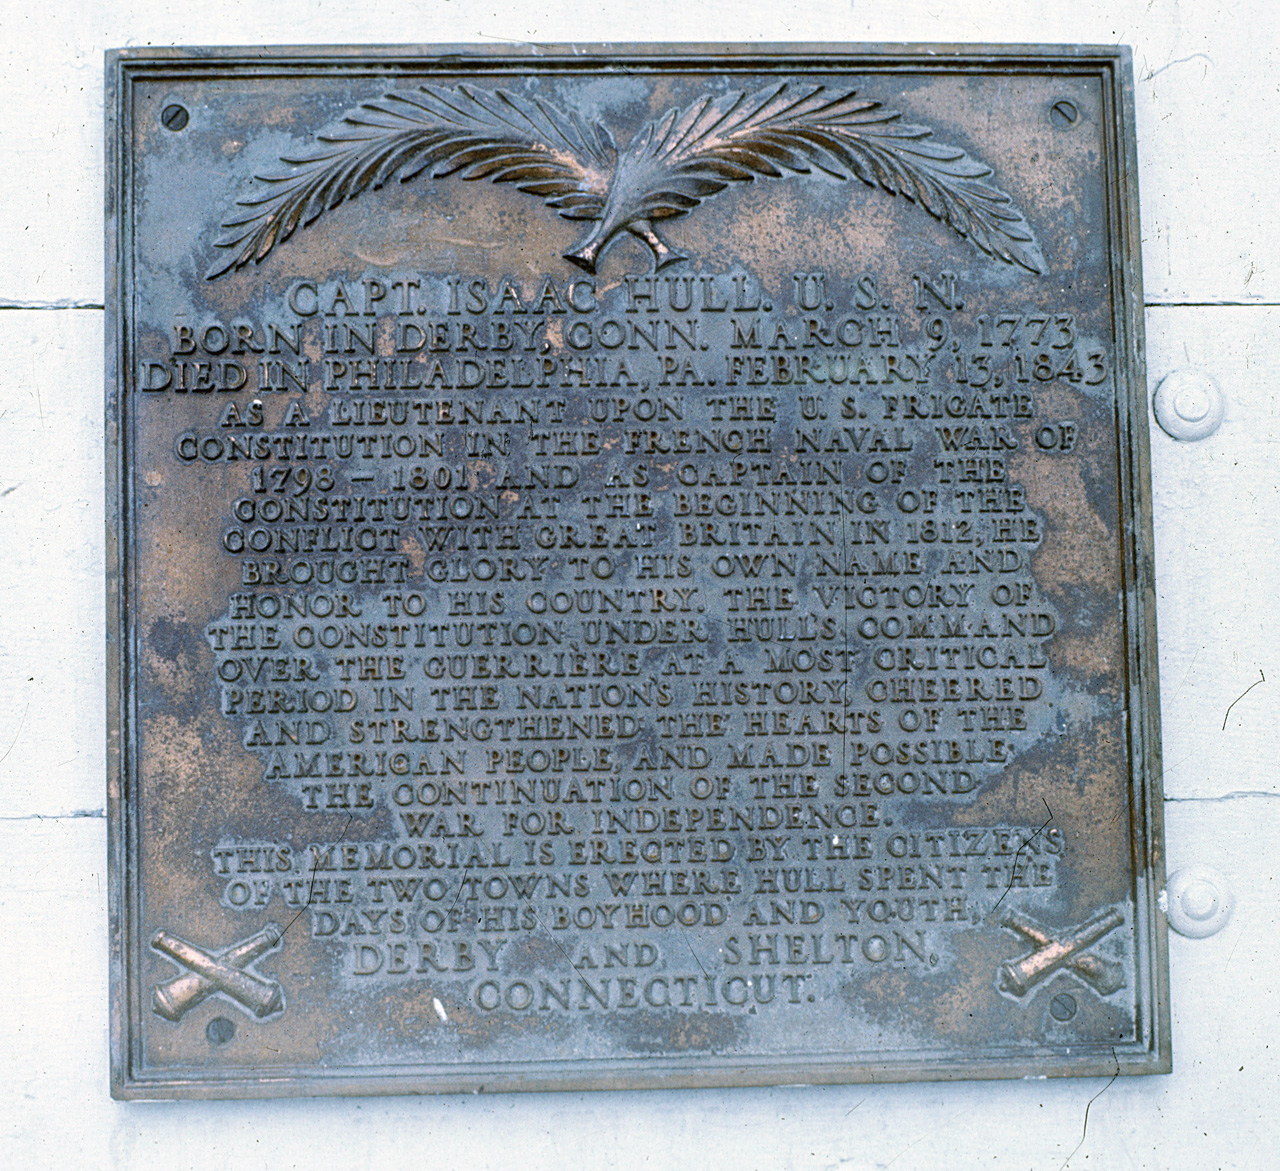 CAPT. ISAAC HULL. U. S. N.
BORN IN DERBY, CONN. MARCH 9, 1773
DIED IN PHILADELPHIA, PA. FEBRUARY 13, 1843
AS A LIEUTENANT UPON THE U. S. FRIGATE
CONSTITUTION IN THE FRENCH NAVAL WAR OF
1798 – 1801 AND AS CAPTAIN OF THE
CONSTITUTION AT THE BEGINNING OF THE
CONFLICT WITH GREAT BRITAIN IN 1812, HE
BROUGHT GLORY TO HIS OWN NAME AND
HONOR TO HIS COUNTRY. THE VICTORY OF
THE CONSTITUTION UNDER HULL'S COMMAND
OVER THE GUERRIÈRE AT A MOST CRITICAL
PERIOD IN THE NATION'S HISTORY CHEERED
AND STRENGTHENED THE HEARTS OF THE
AMERICAN PEOPLE, AND MADE POSSIBLE
THE CONTINUATION OF THE SECOND
WAR FOR INDEPENDENCE.
THIS MEMORIAL IS ERECTED BY THE CITIZENS
OF THE TWO TOWNS WHERE HULL SPENT THE
DAYS OF HIS BOYHOOD AND YOUTH,
DERBY AND SHELTON,
CONNECTICUT.